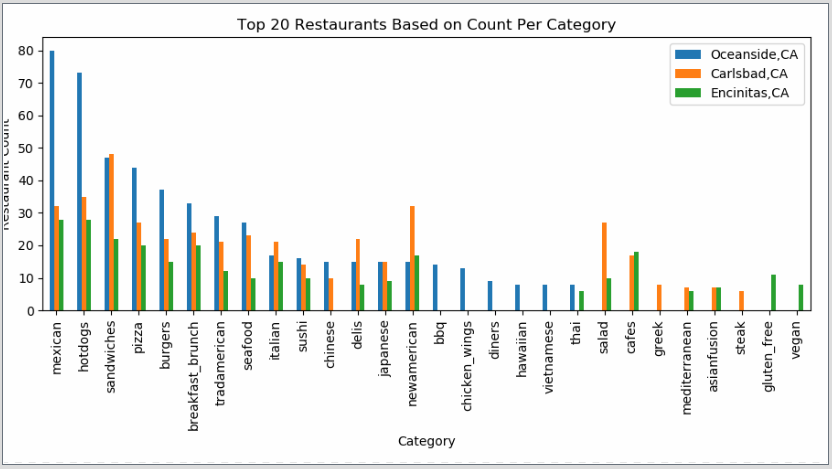 Top 20 Restaurants Based on Count Per Category
Oceanside,CA
Carlsbad,CA
Encinitas,CA
80
70
60
50
40
30
20
10
0
Restaurant Count
mexican
hotdogs
sandwiches
pizza
burgers
breakfast_brunch
tradamerican
seafood
italian
sushi
chinese
delis
japanese
newamerican
bbq
chicken_wings
diners
hawaiian
vietnamese
thai
salad
cafes
greek
mediterranean
asianfusion
steak
gluten_free
vegan
Category